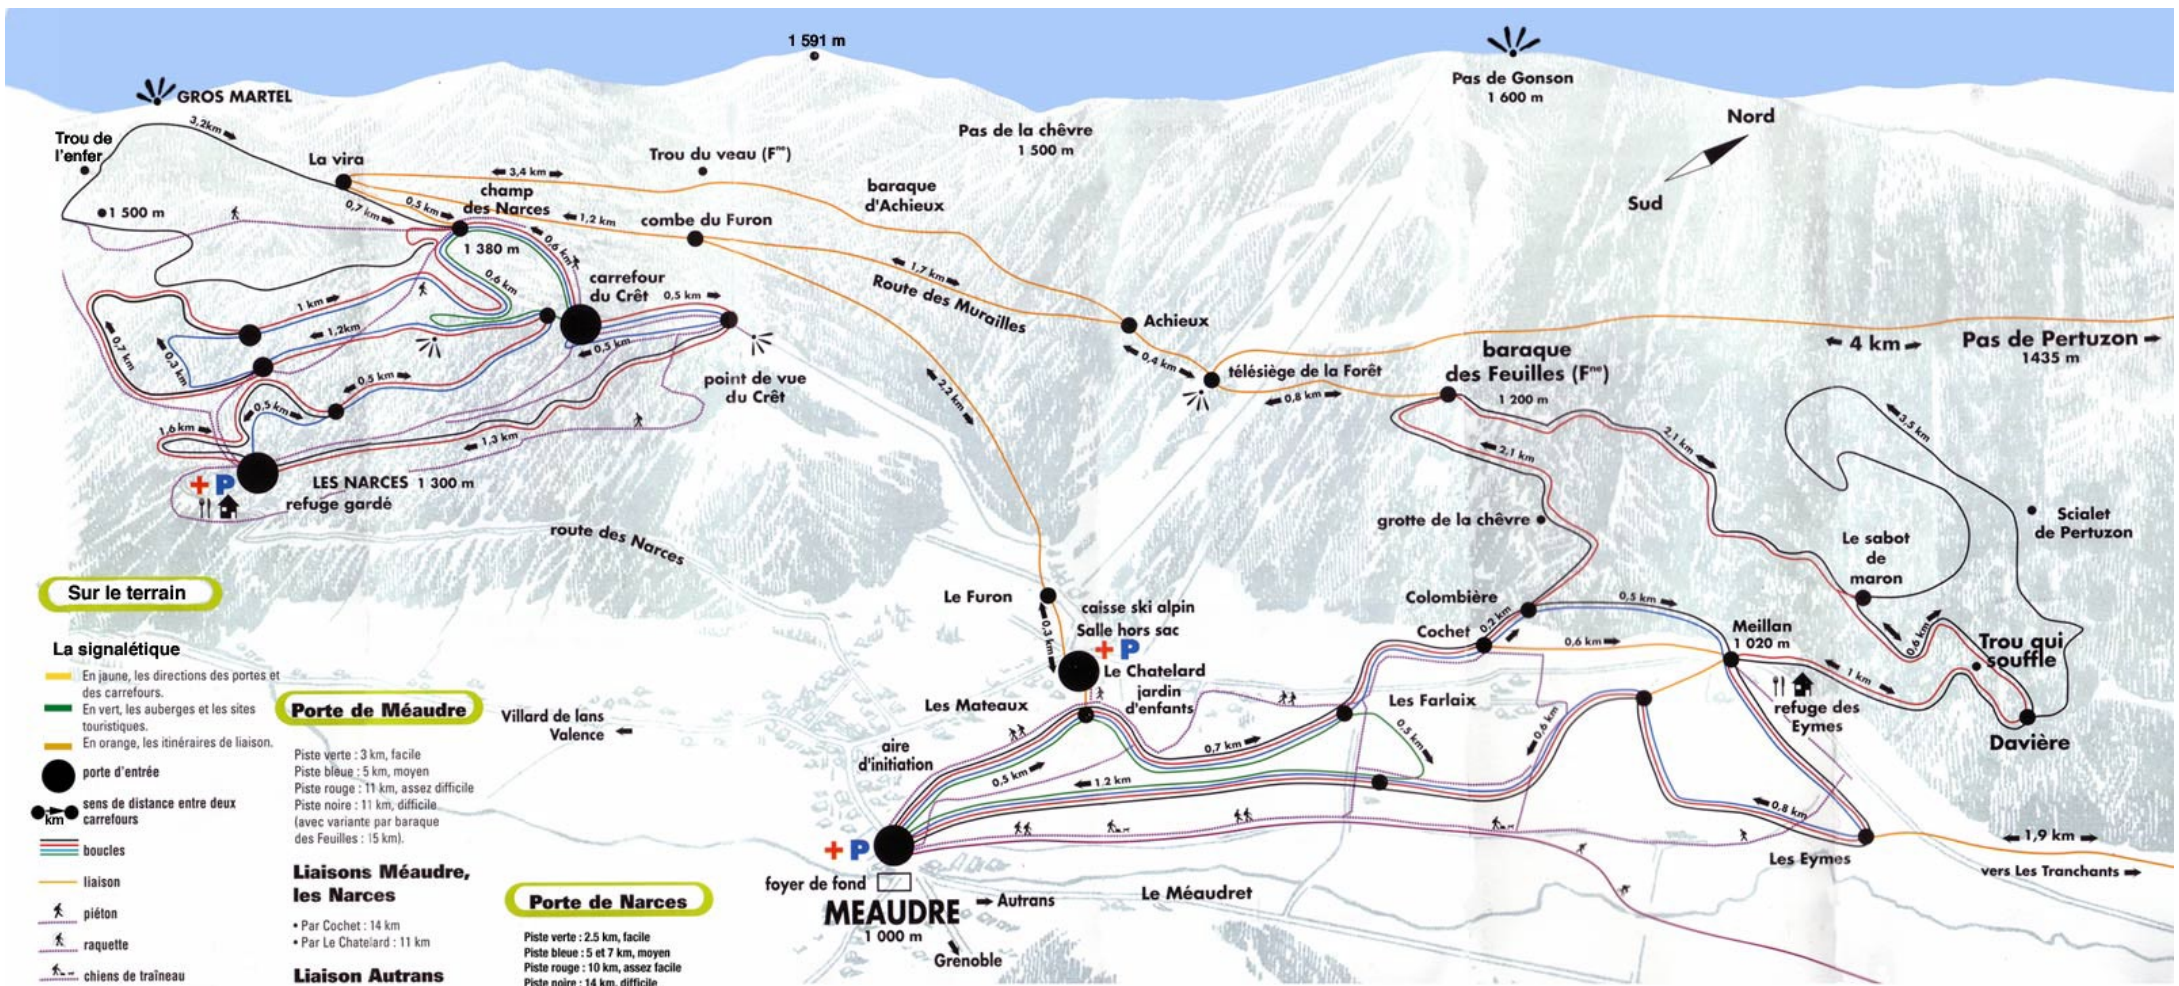 1 591 m
Pas de Gonson
1 600 m
GROS MARTEL
3,2km
Trou de
l'enfer
La vira
Trou du veau (Fne)
Pas de la chêvre
1 500 m
Nord
Sud
1 500 m
3,4 km
champ
des Narces
0,5 km
0,7 km
1,2 km
combe du Furon
baraque
d'Achieux
1 380 m
0,6 km
0,6 km
carrefour
du Crêt
0,5 km
1,7 km
Route des Murailles
Achieux
1 km
1,2km
0,7 km
0,3 km
0,5 km
0,5 km
point de vue
du Crêt
0,4 km
télésiège de la Forêt
0,8 km
baraque
des Feuilles (Fne)
1 200 m
4 km
Pas de Pertuzon
1435 m
2,2 km
0,5 km
1,6 km
1,3 km
P
LES NARCES 1 300 m
refuge gardé
route des Narces
2,1 km
2,1 km
3,5 km
grotte de la chêvre
Scialet
de Pertuzon
Le sabot
de
maron
Le Furon
0,3 km
caisse ski alpin
Salle hors sac
P
Le Chatelard
jardin
d'enfants
Colombière
0,2 km
Cochet
0,5 km
0,6 km
Meillan
1 020 m
0,6 km
Trou qui
souffle
1 km
refuge des
Eymes
Davière
Les Mateaux
Les Farlaix
0,7 km
0,5 km
0,6 km
aire
d'initiation
0,5 km
1.2 km
0,8 km
Les Eymes
1,9 km
vers Les Tranchants
P
foyer de fond
MEAUDRE
1 000 m
Autrans
Grenoble
Le Méaudret
Villard de lans
Valence
Sur le terrain
La signalétique
En jaune, les directions des portes et
des carrefours.
En vert, les auberges et les sites
touristiques.
En orange, les itinéraires de liaison.
porte d'entrée
km
sens de distance entre deux
carrefours
boucles
liaison
piéton
raquette
chiens de traîneau
Porte de Méaudre
Piste verte : 3 km, facile
Piste bleue : 5 km, moyen
Piste rouge : 11 km, assez difficile
Piste noire : 11 km, difficile
(avec variante par baraque
des Feuilles : 15 km).
Liaisons Méaudre,
les Narces
• Par Cochet : 14 km
• Par Le Chatelard : 11 km
Liaison Autrans
Porte de Narces
Piste verte : 2.5 km, facile
Piste bleue : 5 et 7 km, moyen
Piste rouge : 10 km, assez facile
Piste noire : 14 km, difficile